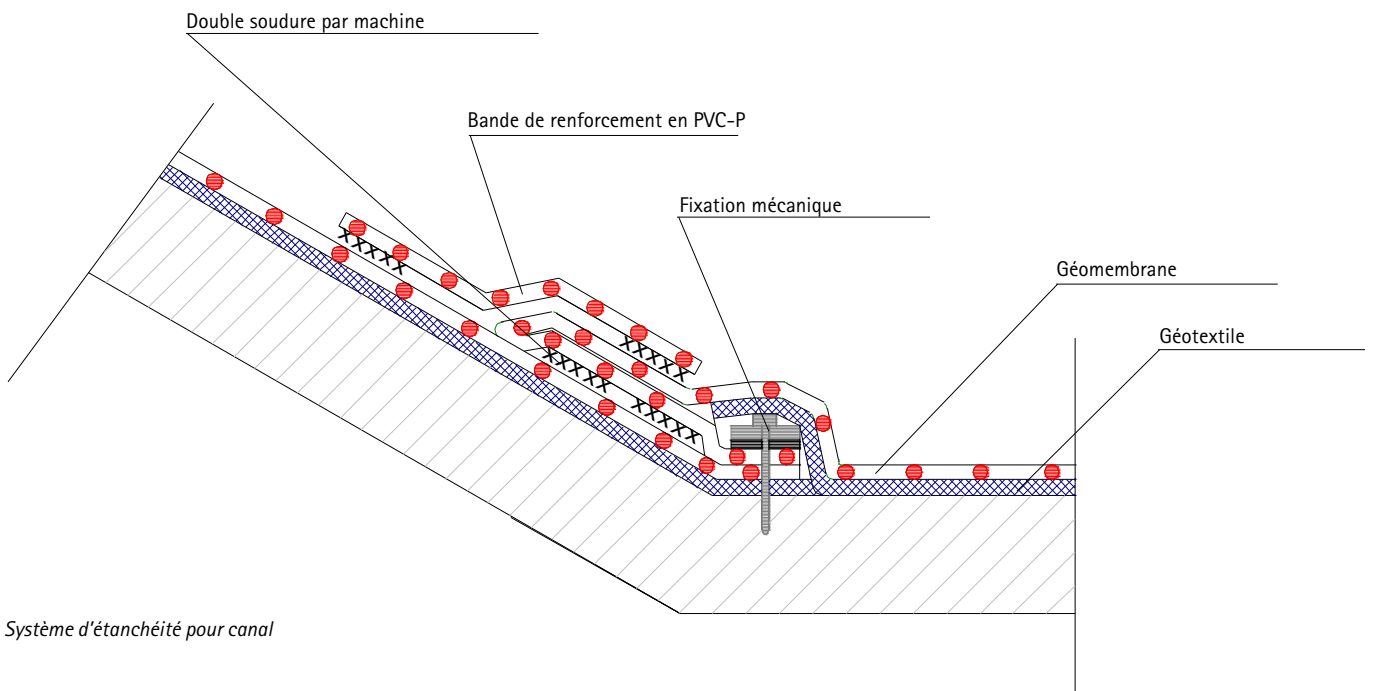 Double soudure par machine
Bande de renforcement en PVC-P
Fixation mécanique
Géomembrane
Géotextile
Système d'étanchéité pour canal